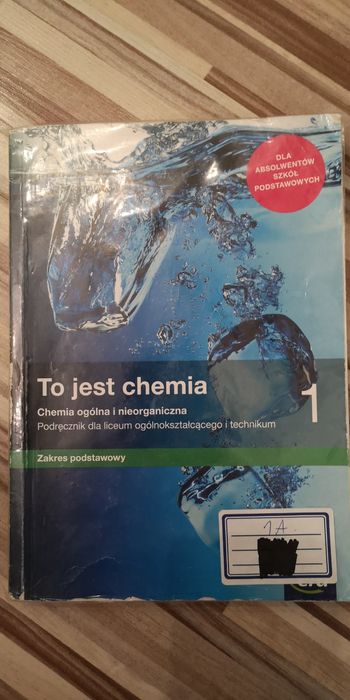 DLA
ABSOLWENTÓW
SZKÓŁ
PODSTAWOWYCH
To jest chemia
1
Chemia ogólna i nieorganiczna
Podręcznik dla liceum ogólnokształcącego i technikum
Zakres podstawowy
1A.
era